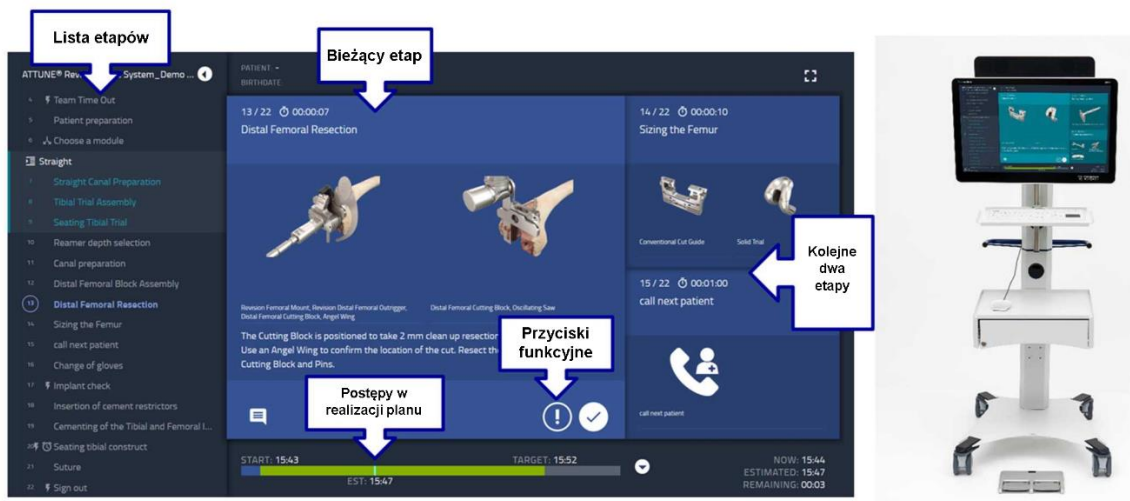 Lista etapów
Bieżący etap
ATTUNE® Rev System_Demo ...
PATIENT: -
BIRTHDATE:
4 Team Time Out
5 Patient preparation
6 Choose a module
Straight
7 Straight Canal Preparation
8 Tibial Trial Assembly
9 Seating Tibial Trial
10 Reamer depth selection
11 Canal preparation
12 Distal Femoral Block Assembly
13 Distal Femoral Resection
14 Sizing the Femur
15 call next patient
16 Change of gloves
17 Implant check
18 Insertion of cement restrictors
19 Cementing of the Tibial and Femoral I...
20 Seating tibial construct
21 Suture
22 Sign out
13 / 22 00:00:07
Distal Femoral Resection
Revision Femoral Mount, Revision Distal Femoral Outrigger,
Distal Femoral Cutting Block, Angel Wing
Distal Femoral Cutting Block, Oscillating Saw
The Cutting Block is positioned to take 2 mm clean up resection
Use an Angel Wing to confirm the location of the cut. Resect the
Cutting Block and Pins.
Przyciski
funkcyjne
Postępy w
realizacji planu
14 / 22 00:00:10
Sizing the Femur
Conventional Cut Guide
Solid Trial
Kolejne
dwa
etapy
15 / 22 00:01:00
call next patient
call next patient
START: 15:43
TARGET: 15:52
EST: 15:47
NOW: 15:44
ESTIMATED: 15:47
REMAINING: 00:03